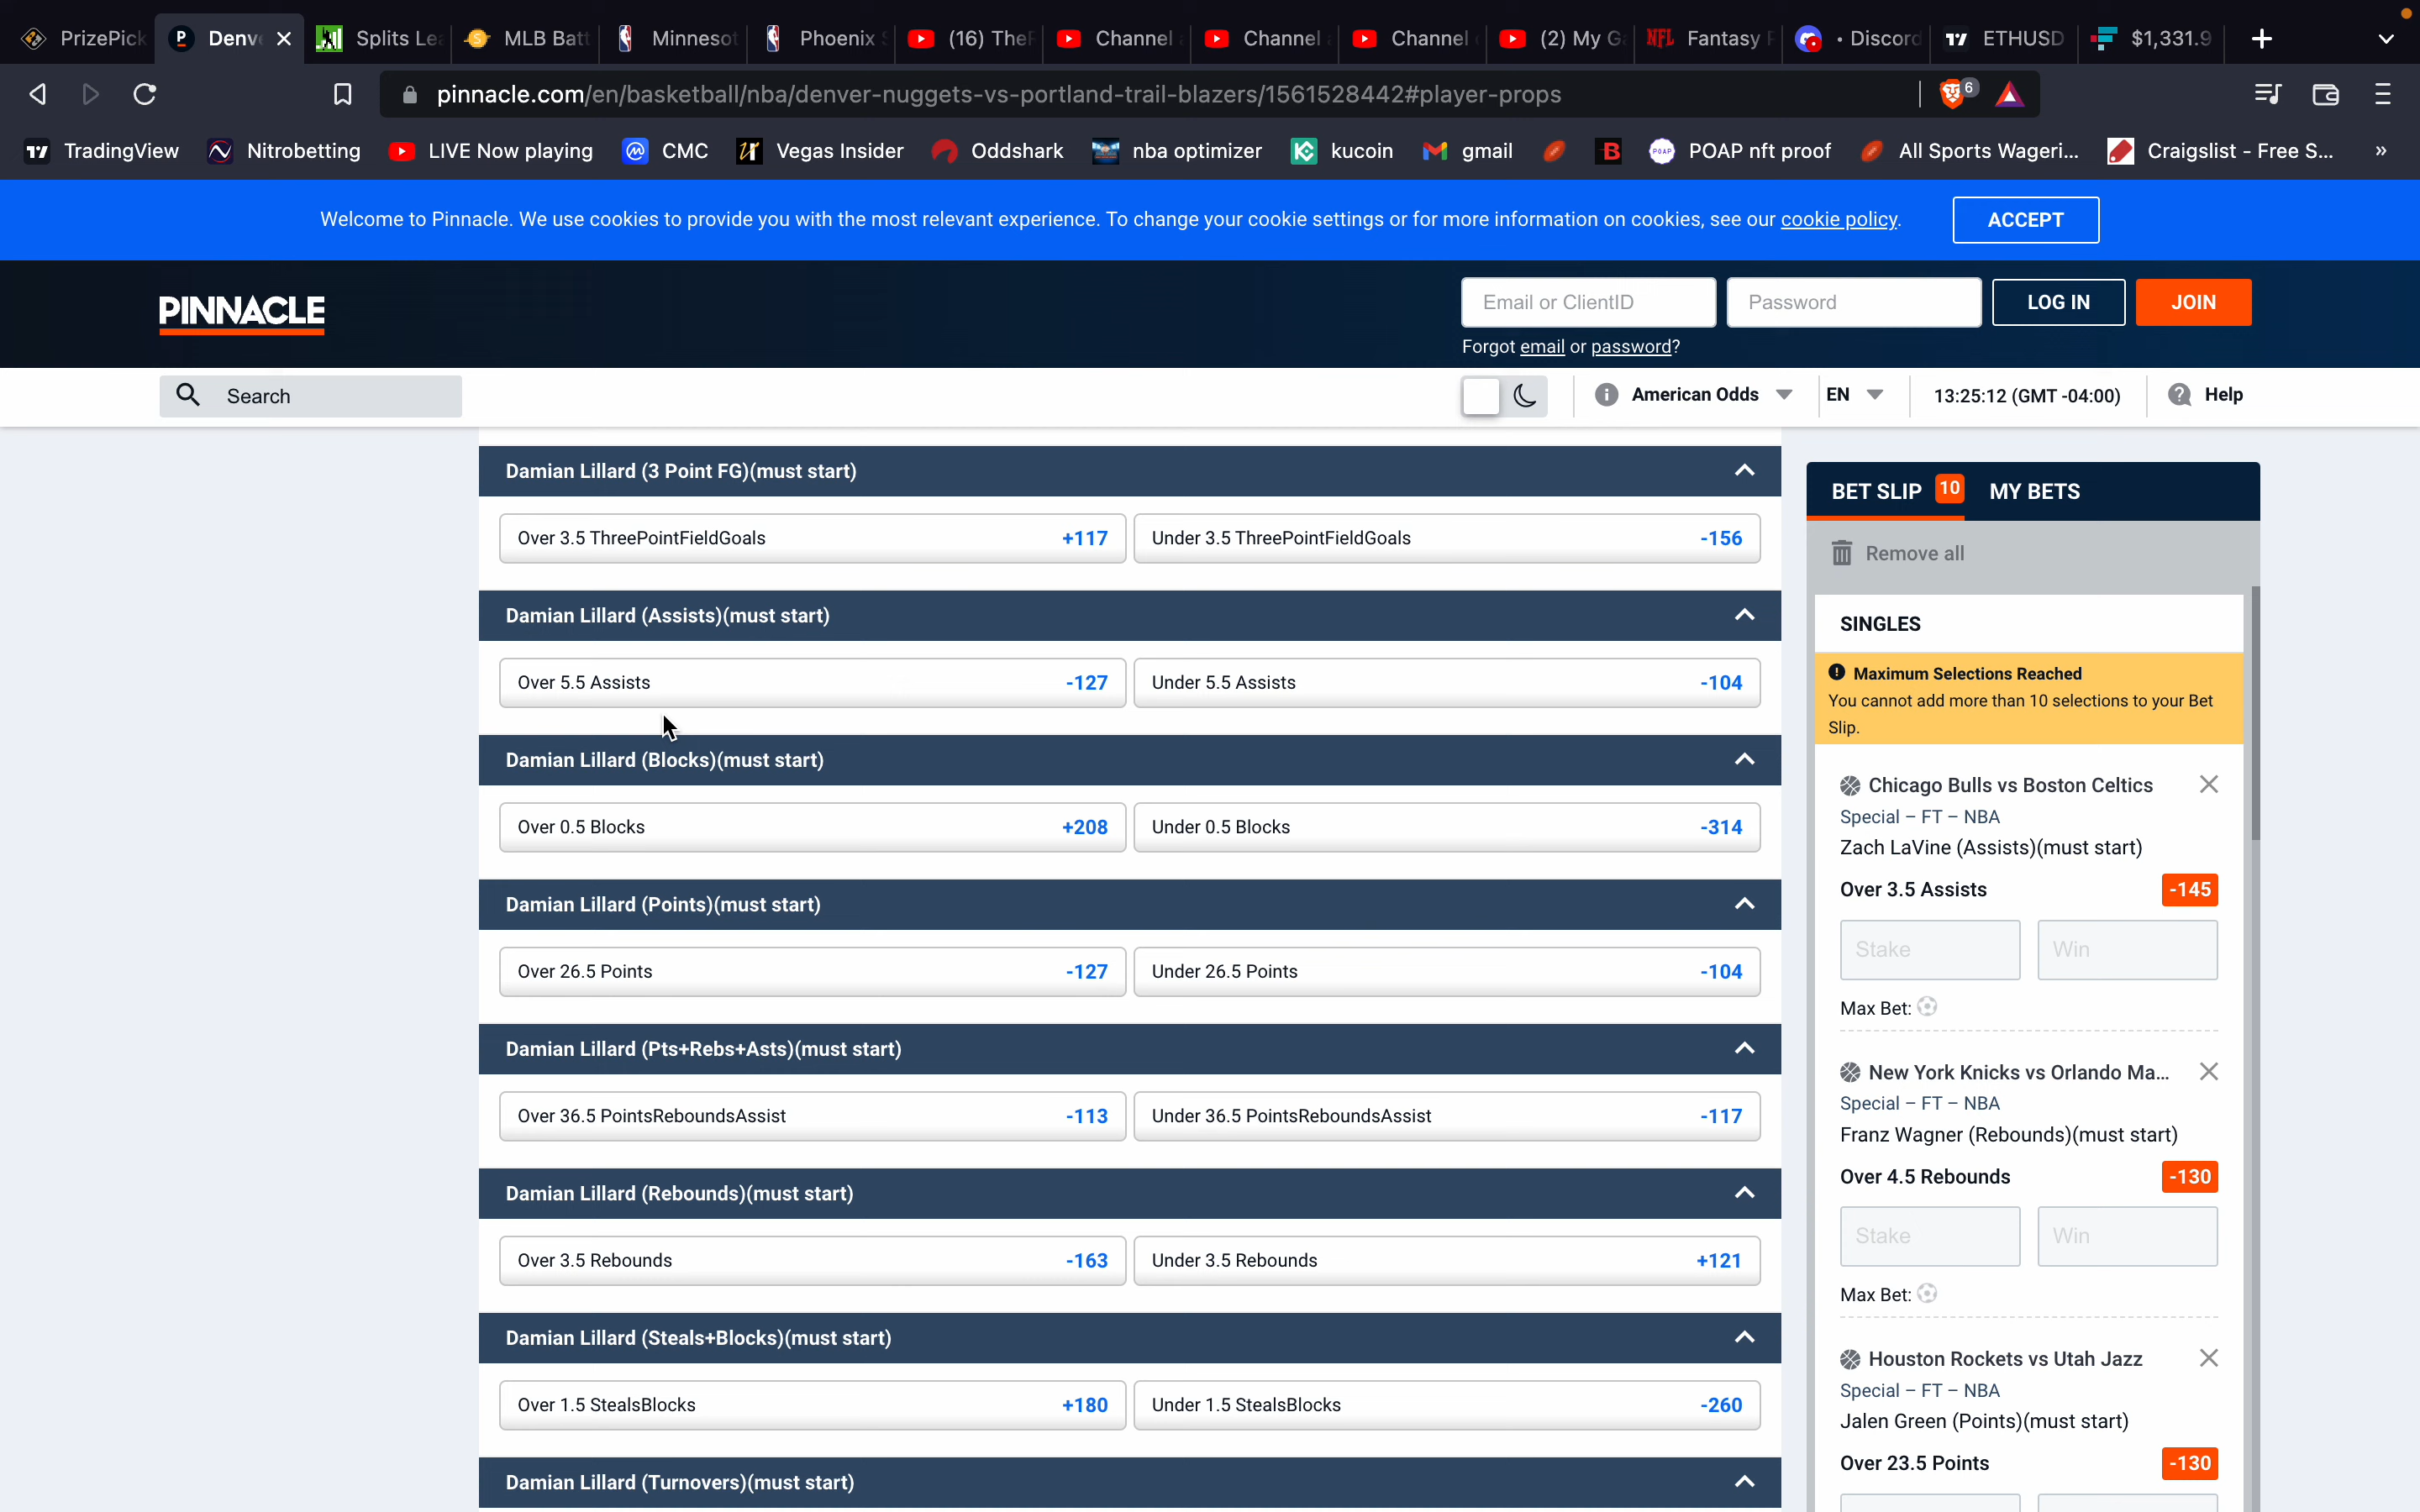 PrizePick
Denv
Splits Le
MLB Batt
Minnesot
Phoenix S
(16) TheF
Channel
Channel
Channel
(2) My G
Fantasy
• Discord
ETHUSD
$1,331.9
pinnacle.com/en/basketball/nba/denver-nuggets-vs-portland-trail-blazers/1561528442#player-props
6
TradingView
Nitrobetting
LIVE Now playing
CMC
Vegas Insider
Oddshark
nba optimizer
kucoin
gmail
POAP nft proof
All Sports Wageri...
Craigslist - Free S...
»
Welcome to Pinnacle. We use cookies to provide you with the most relevant experience. To change your cookie settings or for more information on cookies, see our cookie policy.
ACCEPT
PINNACLE
Email or ClientID
Password
LOG IN
JOIN
Forgot email or password?
Search
American Odds
EN
13:25:12 (GMT -04:00)
Help
Damian Lillard (3 Point FG)(must start)
Over 3.5 ThreePointFieldGoals +117
Under 3.5 ThreePointFieldGoals -156
Damian Lillard (Assists)(must start)
Over 5.5 Assists -127
Under 5.5 Assists -104
Damian Lillard (Blocks)(must start)
Over 0.5 Blocks +208
Under 0.5 Blocks -314
Damian Lillard (Points)(must start)
Over 26.5 Points -127
Under 26.5 Points -104
Damian Lillard (Pts+Rebs+Asts)(must start)
Over 36.5 PointsReboundsAssist -113
Under 36.5 PointsReboundsAssist -117
Damian Lillard (Rebounds)(must start)
Over 3.5 Rebounds -163
Under 3.5 Rebounds +121
Damian Lillard (Steals+Blocks)(must start)
Over 1.5 StealsBlocks +180
Under 1.5 StealsBlocks -260
Damian Lillard (Turnovers)(must start)
BET SLIP 10
MY BETS
Remove all
SINGLES
Maximum Selections Reached
You cannot add more than 10 selections to your Bet
Slip.
Chicago Bulls vs Boston Celtics
Special – FT – NBA
Zach LaVine (Assists)(must start)
Over 3.5 Assists -145
Stake
Win
Max Bet:
New York Knicks vs Orlando Ma...
Special – FT – NBA
Franz Wagner (Rebounds)(must start)
Over 4.5 Rebounds -130
Stake
Win
Max Bet:
Houston Rockets vs Utah Jazz
Special – FT – NBA
Jalen Green (Points)(must start)
Over 23.5 Points -130